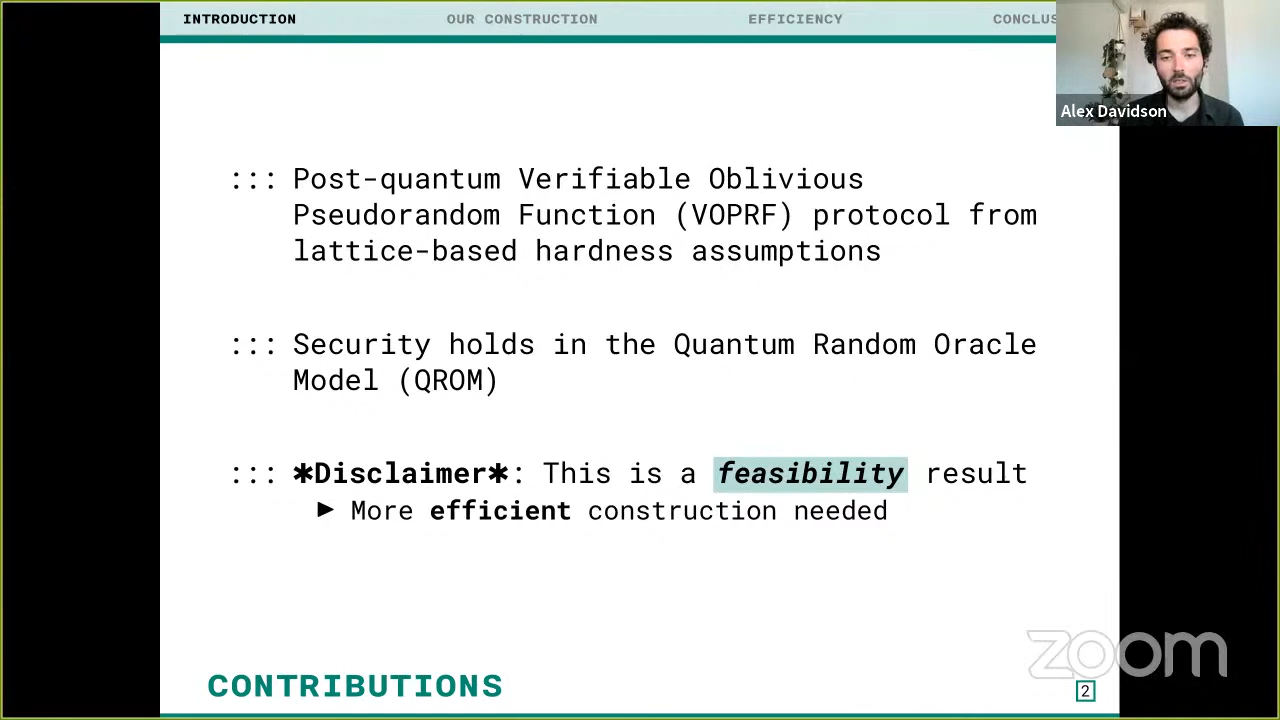 INTRODUCTION OUR CONSTRUCTION EFFICIENCY CONCLUS
Alex Davidson
::: Post-quantum Verifiable Oblivious
Pseudorandom Function (VOPRF) protocol from
lattice-based hardness assumptions
::: Security holds in the Quantum Random Oracle
Model (QROM)
::: ✱Disclaimer✱: This is a feasibility result
▶ More efficient construction needed
zoom
CONTRIBUTIONS
2